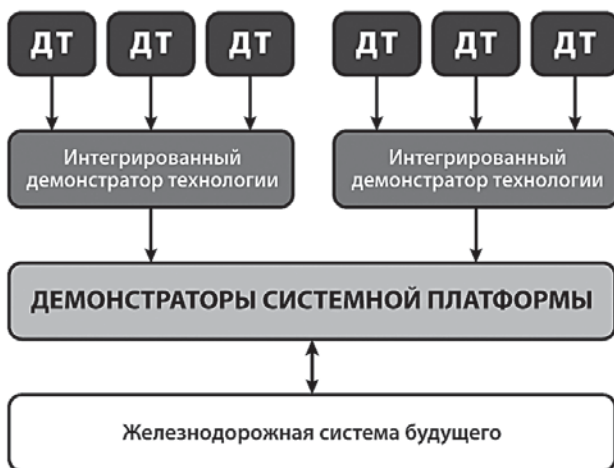 ДТ ДТ ДТ ДТ ДТ ДТ
Интегрированный
демонстратор технологии
Интегрированный
демонстратор технологии
ДЕМОНСТРАТОРЫ СИСТЕМНОЙ ПЛАТФОРМЫ
Железнодорожная система будущего